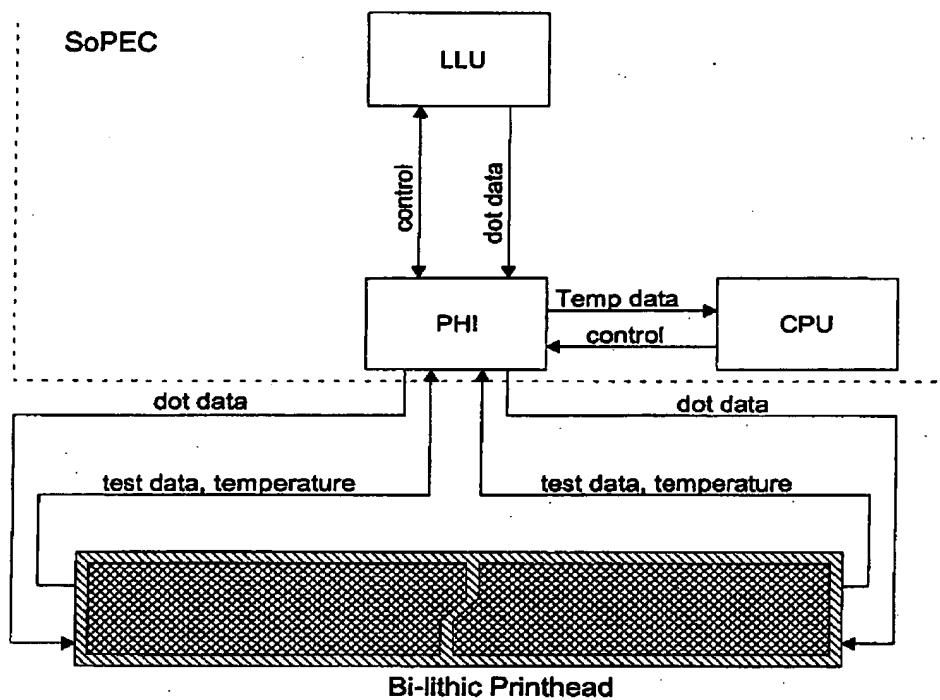 SoPEC
LLU
control
dot data
PHI
Temp data
control
CPU
dot data
dot data
test data, temperature
test data, temperature
Bi-lithic Printhead